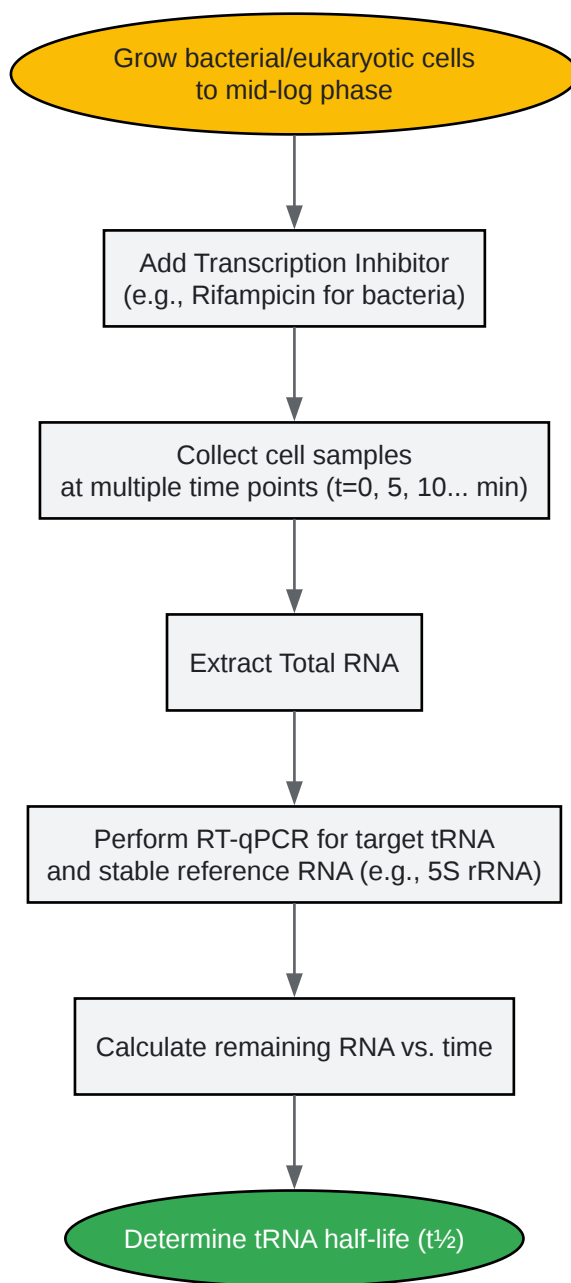 Grow bacterial/eukaryotic cells
to mid-log phase
Add Transcription Inhibitor
(e.g., Rifampicin for bacteria)
Collect cell samples
at multiple time points (t=0, 5, 10... min)
Extract Total RNA
Perform RT-qPCR for target tRNA
and stable reference RNA (e.g., 5S rRNA)
Calculate remaining RNA vs. time
Determine tRNA half-life (t½)